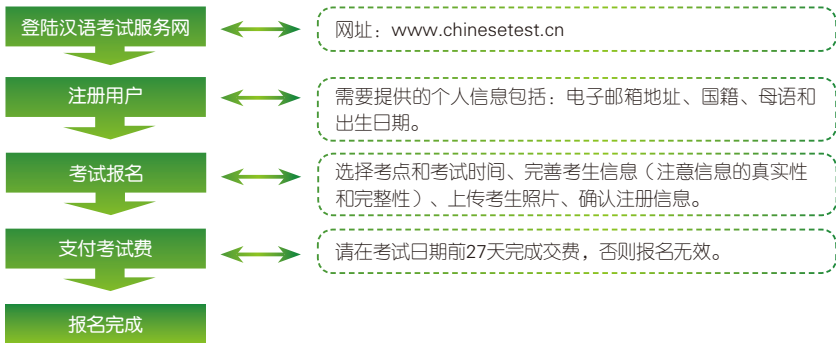 登陆汉语考试服务网
网址：www.chinesetest.cn
注册用户
需要提供的个人信息包括：电子邮箱地址、国籍、母语和
出生日期。
考试报名
选择考点和考试时间、完善考生信息（注意信息的真实性
和完整性）、上传考生照片、确认注册信息。
支付考试费
请在考试日期前27天完成交费，否则报名无效。
报名完成